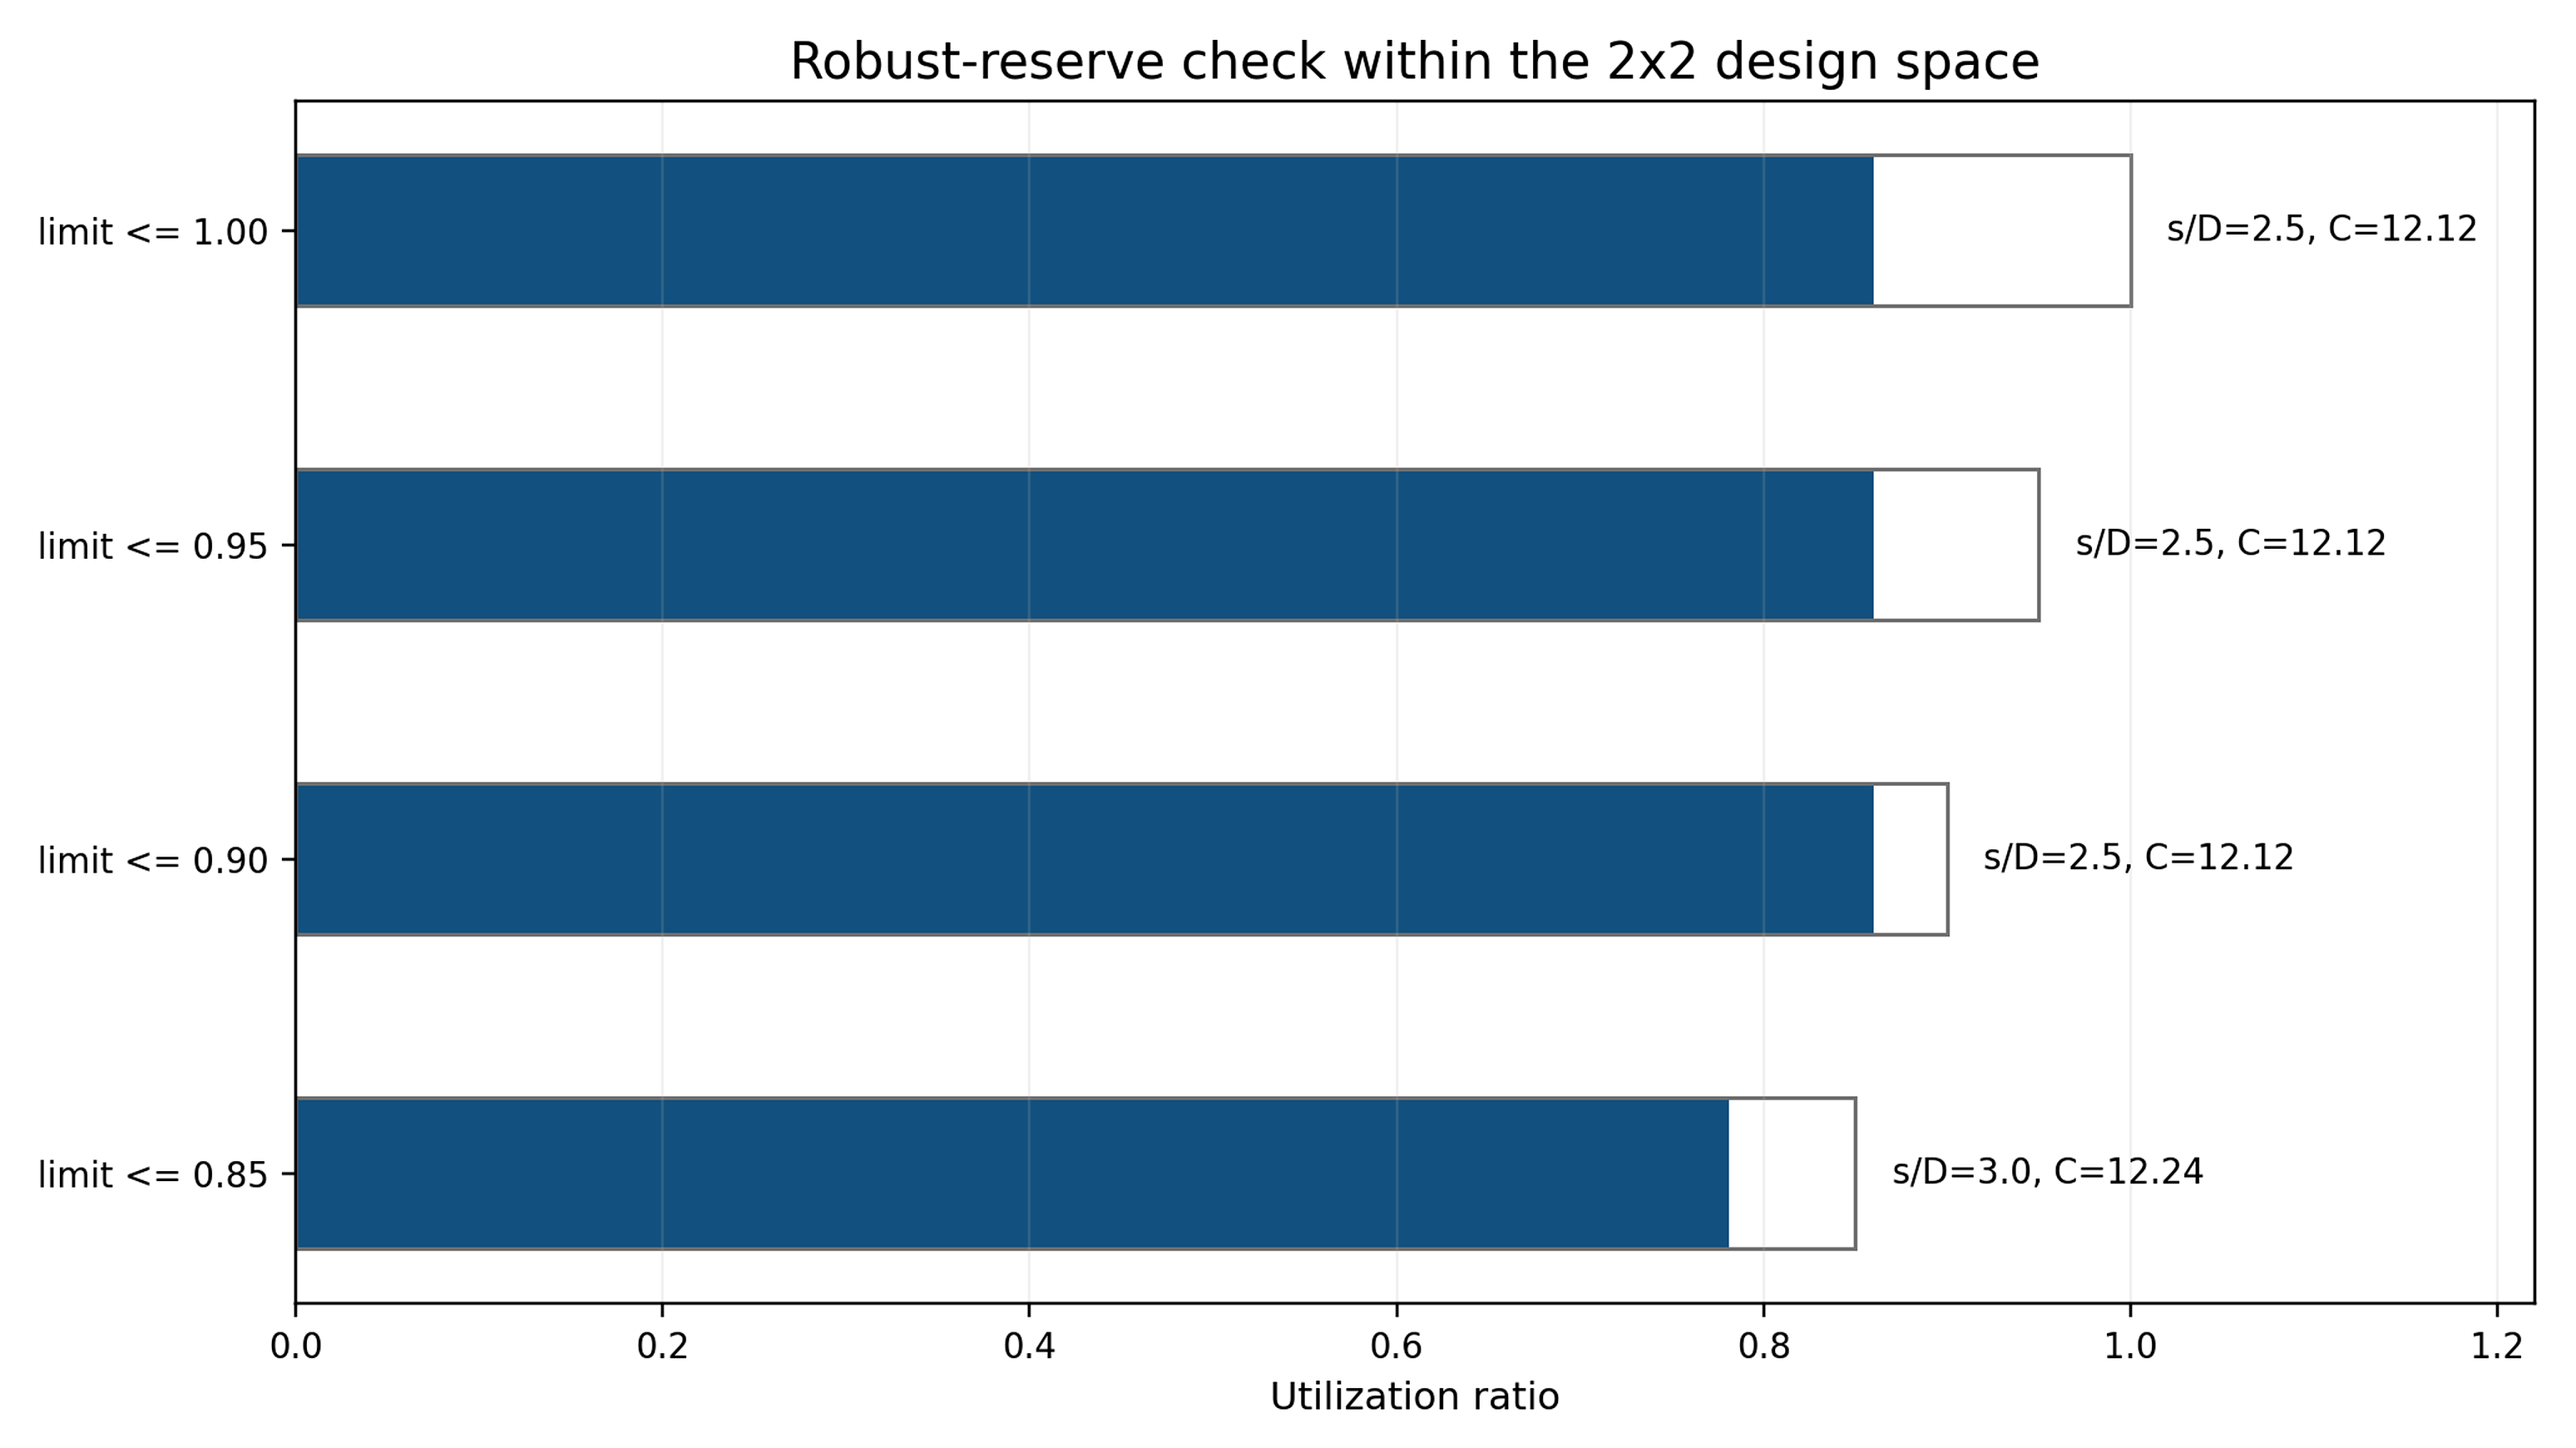 Robust-reserve check within the 2x2 design space
limit <= 1.00
s/D=2.5, C=12.12
limit <= 0.95
s/D=2.5, C=12.12
limit <= 0.90
s/D=2.5, C=12.12
limit <= 0.85
s/D=3.0, C=12.24
0.0 0.2 0.4 0.6 0.8 1.0 1.2
Utilization ratio